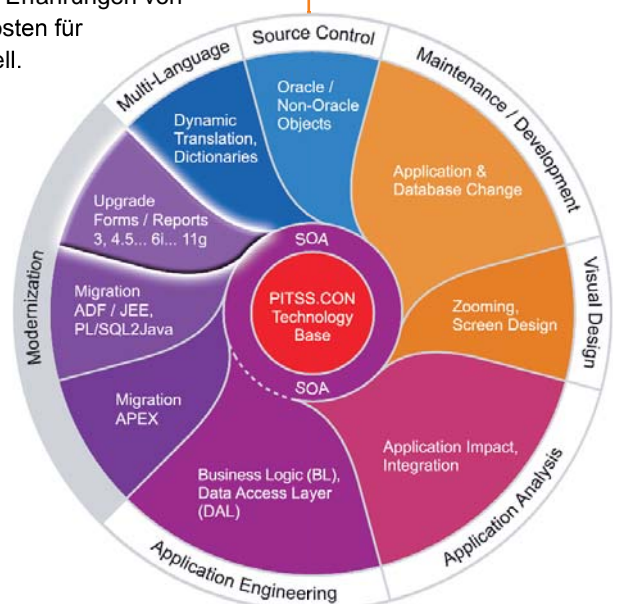 Erfahrungen von
osten für
ell.
Multi-Language
Source Control
Maintenance / Development
Visual Design
Application Analysis
Application Engineering
Modernization
Dynamic
Translation,
Dictionaries
Oracle /
Non-Oracle
Objects
Application &
Database Change
Zooming,
Screen Design
Application Impact,
Integration
Business Logic (BL),
Data Access Layer
(DAL)
Migration
APEX
Migration
ADF / JEE,
PL/SQL2Java
Upgrade
Forms / Reports
3, 4.5... 6i... 11g
SOA
PITSS.CON
Technology
Base
SOA